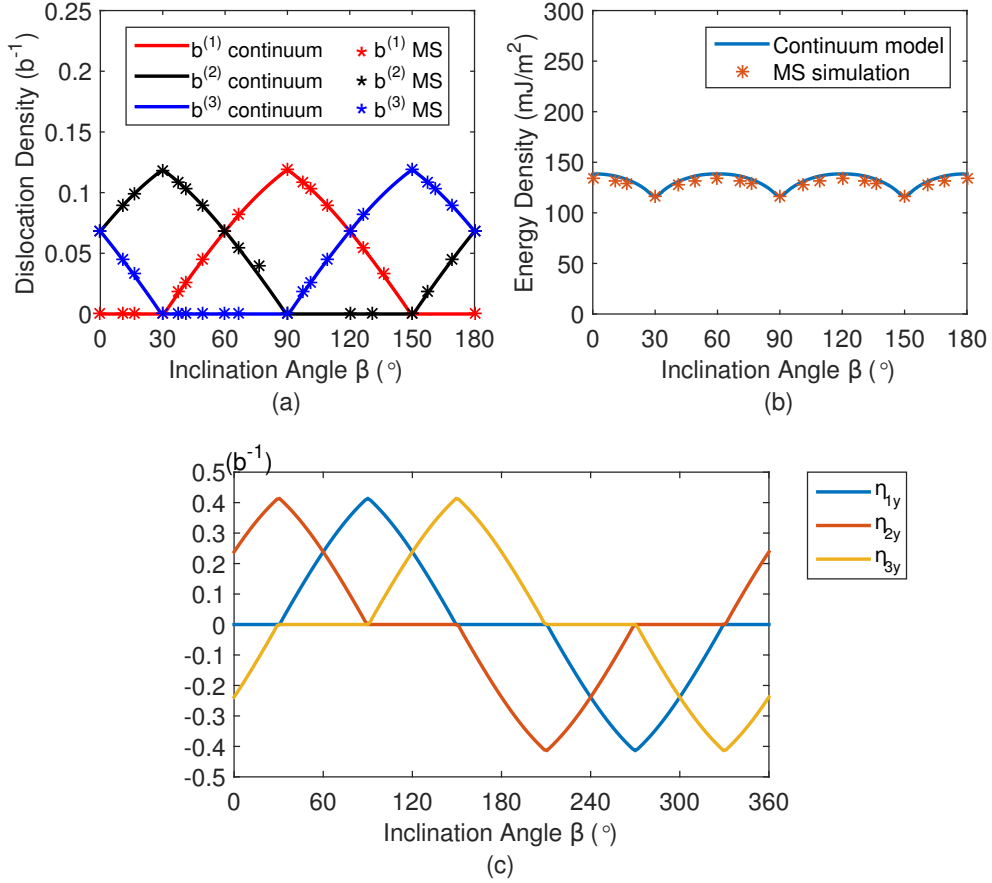 0.25
0.2
0.15
0.1
0.05
0
Dislocation Density (b⁻¹)
b⁽¹⁾ continuum
b⁽²⁾ continuum
b⁽³⁾ continuum
b⁽¹⁾ MS
b⁽²⁾ MS
b⁽³⁾ MS
0 30 60 90 120 150 180
Inclination Angle β (°)
(a)
300
250
200
150
100
50
0
Energy Density (mJ/m²)
Continuum model
MS simulation
0 30 60 90 120 150 180
Inclination Angle β (°)
(b)
(b⁻¹)
0.5
0.4
0.3
0.2
0.1
0
-0.1
-0.2
-0.3
-0.4
-0.5
η1y
η2y
η3y
0 60 120 180 240 300 360
Inclination Angle β (°)
(c)